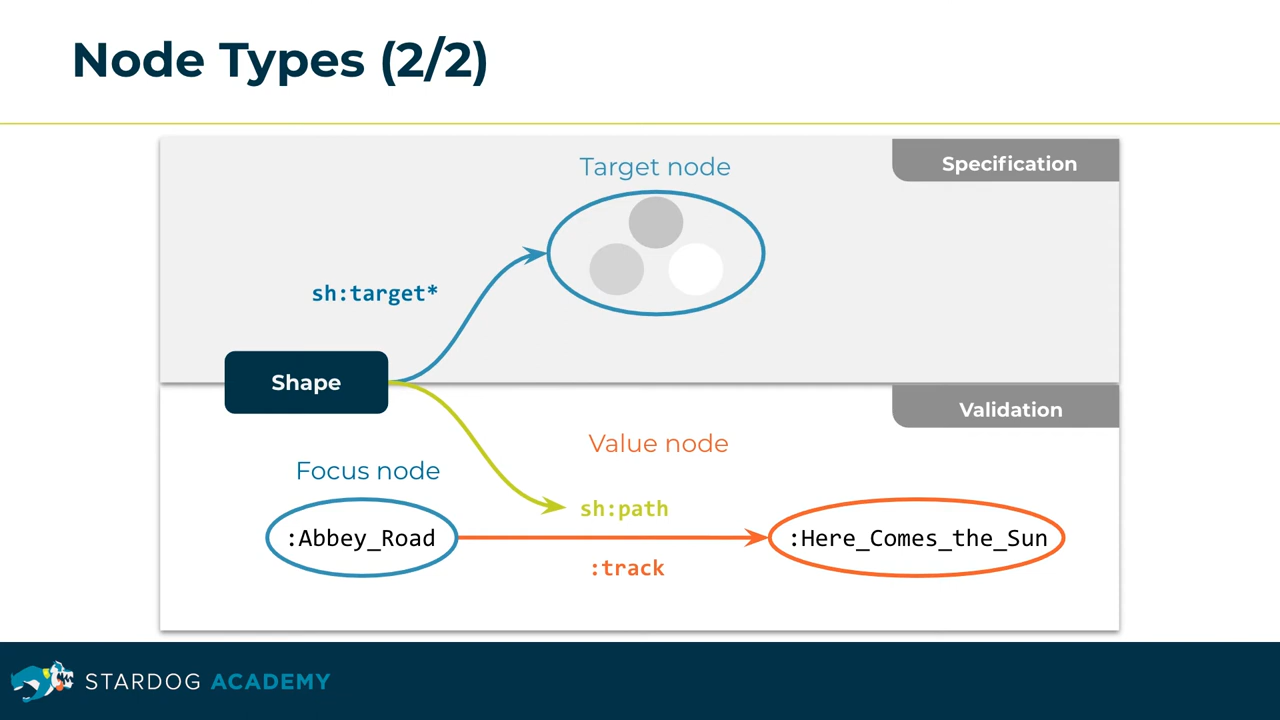 Node Types (2/2)
Specification
Target node
sh:target*
Shape
Validation
Value node
Focus node
sh:path
:Abbey_Road
:Here_Comes_the_Sun
:track
STARDOG ACADEMY